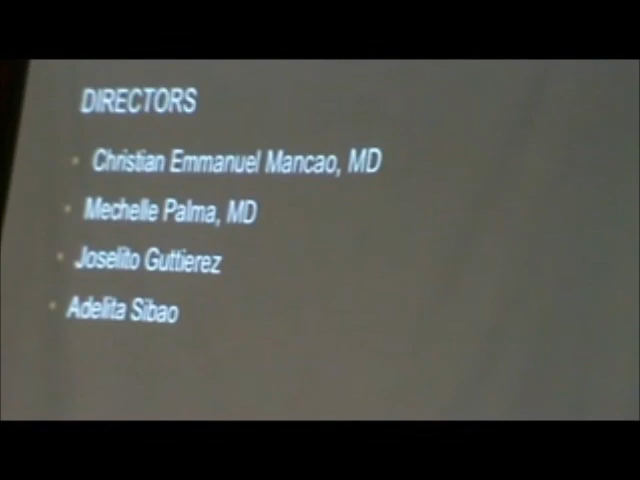 DIRECTORS
Christian Emmanuel Mancao, MD
Mechelle Palma, MD
Joselito Guttierez
Adelita Sibao